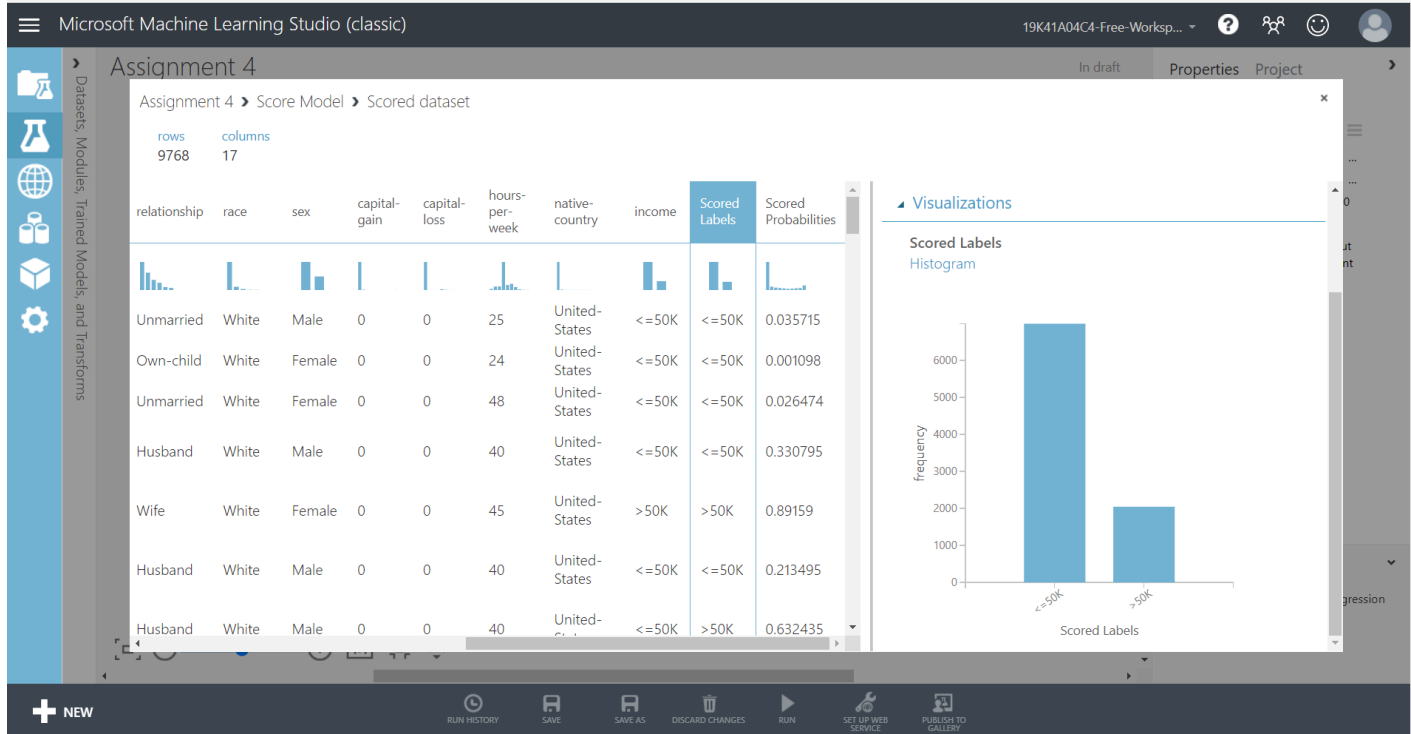 Microsoft Machine Learning Studio (classic)
19K41A04C4-Free-Worksp...
?
Assignment 4
In draft
Properties Project
Datasets, Modules, Trained Models, and Transforms
Assignment 4 > Score Model > Scored dataset
×
rows columns
9768 17
relationship race sex capital-gain capital-loss hours-per-week native-country income Scored Labels Scored Probabilities
Unmarried White Male 0 0 25 United-States <=50K <=50K 0.035715
Own-child White Female 0 0 24 United-States <=50K <=50K 0.001098
Unmarried White Female 0 0 48 United-States <=50K <=50K 0.026474
Husband White Male 0 0 40 United-States <=50K <=50K 0.330795
Wife White Female 0 0 45 United-States >50K >50K 0.89159
Husband White Male 0 0 40 United-States <=50K <=50K 0.213495
Husband White Male 0 0 40 United- <=50K >50K 0.632435
Visualizations
Scored Labels
Histogram
6000
5000
4000
3000
2000
1000
0
frequency
<=50K >50K
Scored Labels
...
...
0
ut
nt
gression
NEW
RUN HISTORY SAVE SAVE AS DISCARD CHANGES RUN SET UP WEB SERVICE PUBLISH TO GALLERY